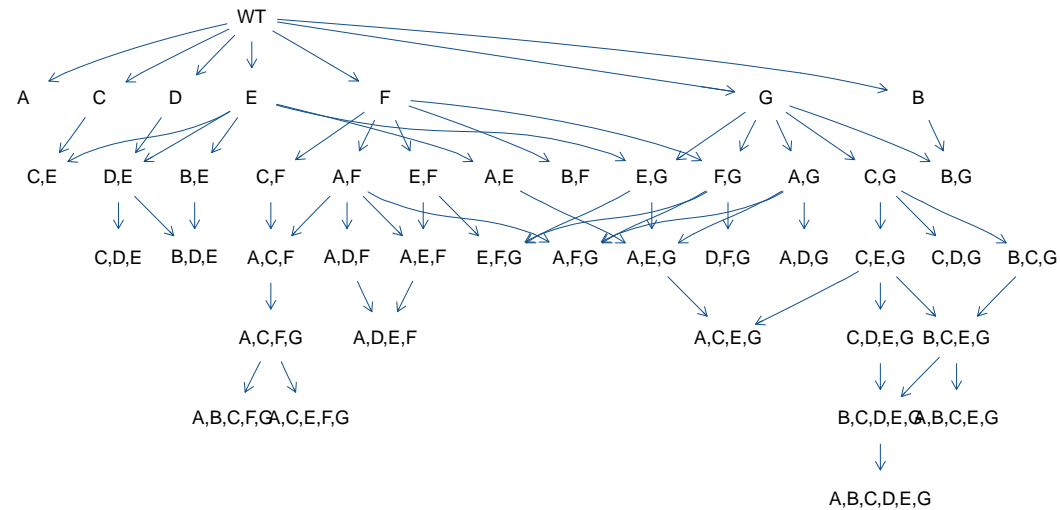 WT
A C D E F G B
C,E D,E B,E C,F A,F E,F A,E B,F E,G F,G A,G C,G B,G
C,D,E B,D,E A,C,F A,D,F A,E,F E,F,G A,F,G A,E,G D,F,G A,D,G C,E,G C,D,G B,C,G
A,C,F,G A,D,E,F A,C,E,G C,D,E,G B,C,E,G
A,B,C,F,G A,C,E,F,G B,C,D,E,G A,B,C,E,G
A,B,C,D,E,G